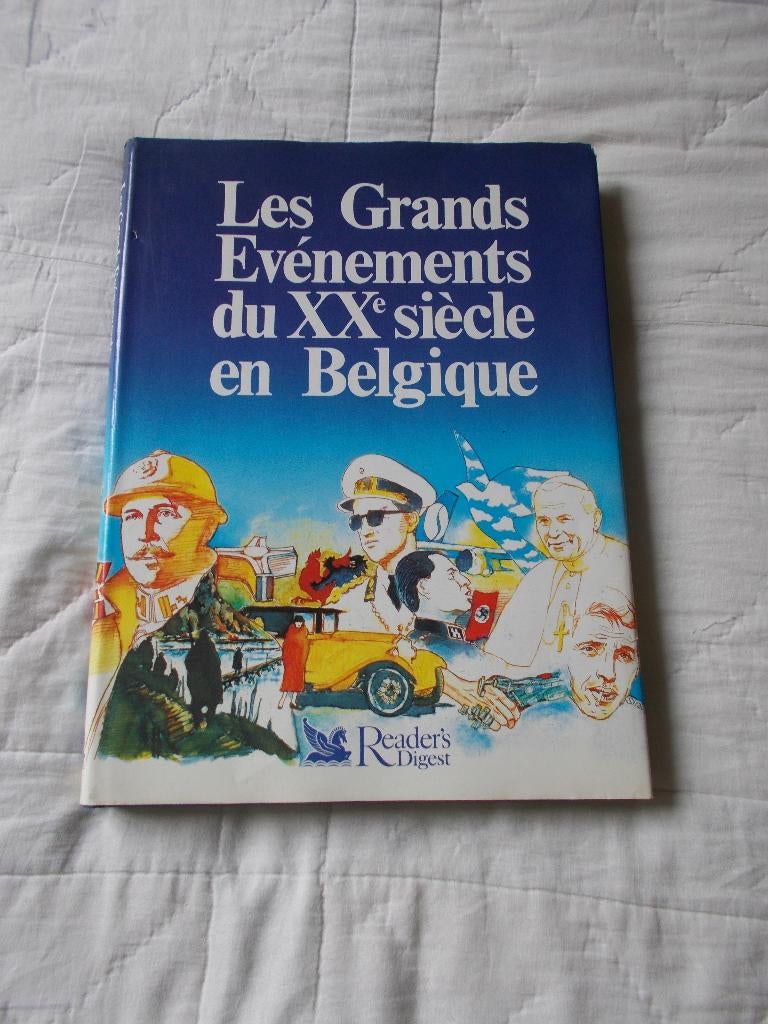 Les Grands
Evénements
du XXe siècle
en Belgique
Reader's
Digest